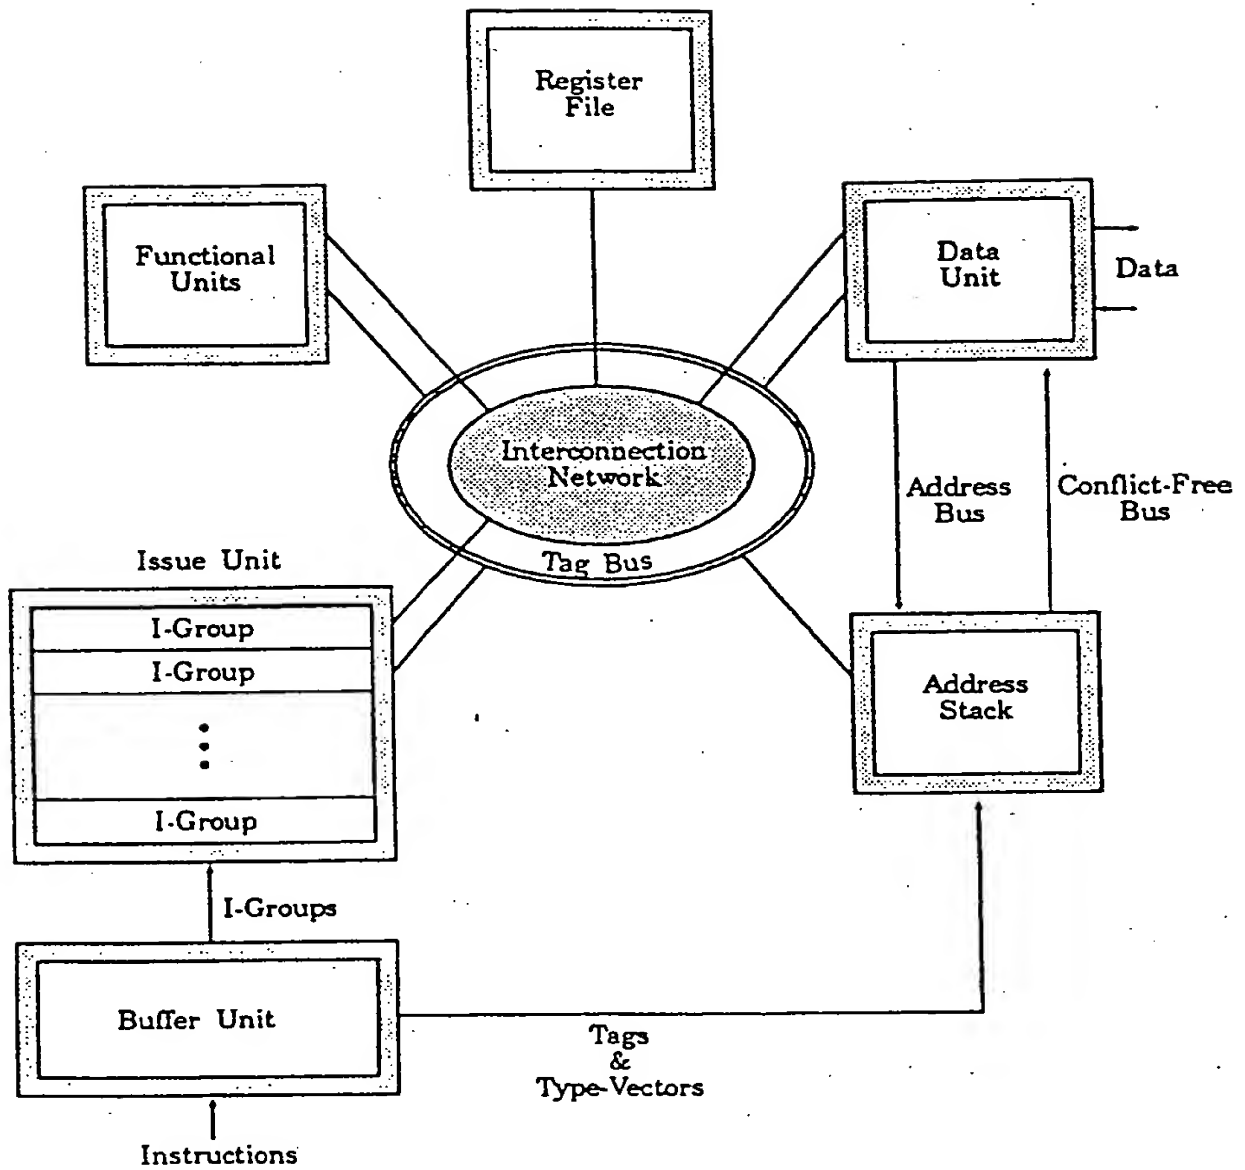 Register
File
Functional
Units
Data
Unit
Data
Interconnection
Network
Tag Bus
Address
Bus
Conflict-Free
Bus
Issue Unit
I-Group
I-Group
I-Group
Address
Stack
I-Groups
Buffer Unit
Tags
&
Type-Vectors
Instructions